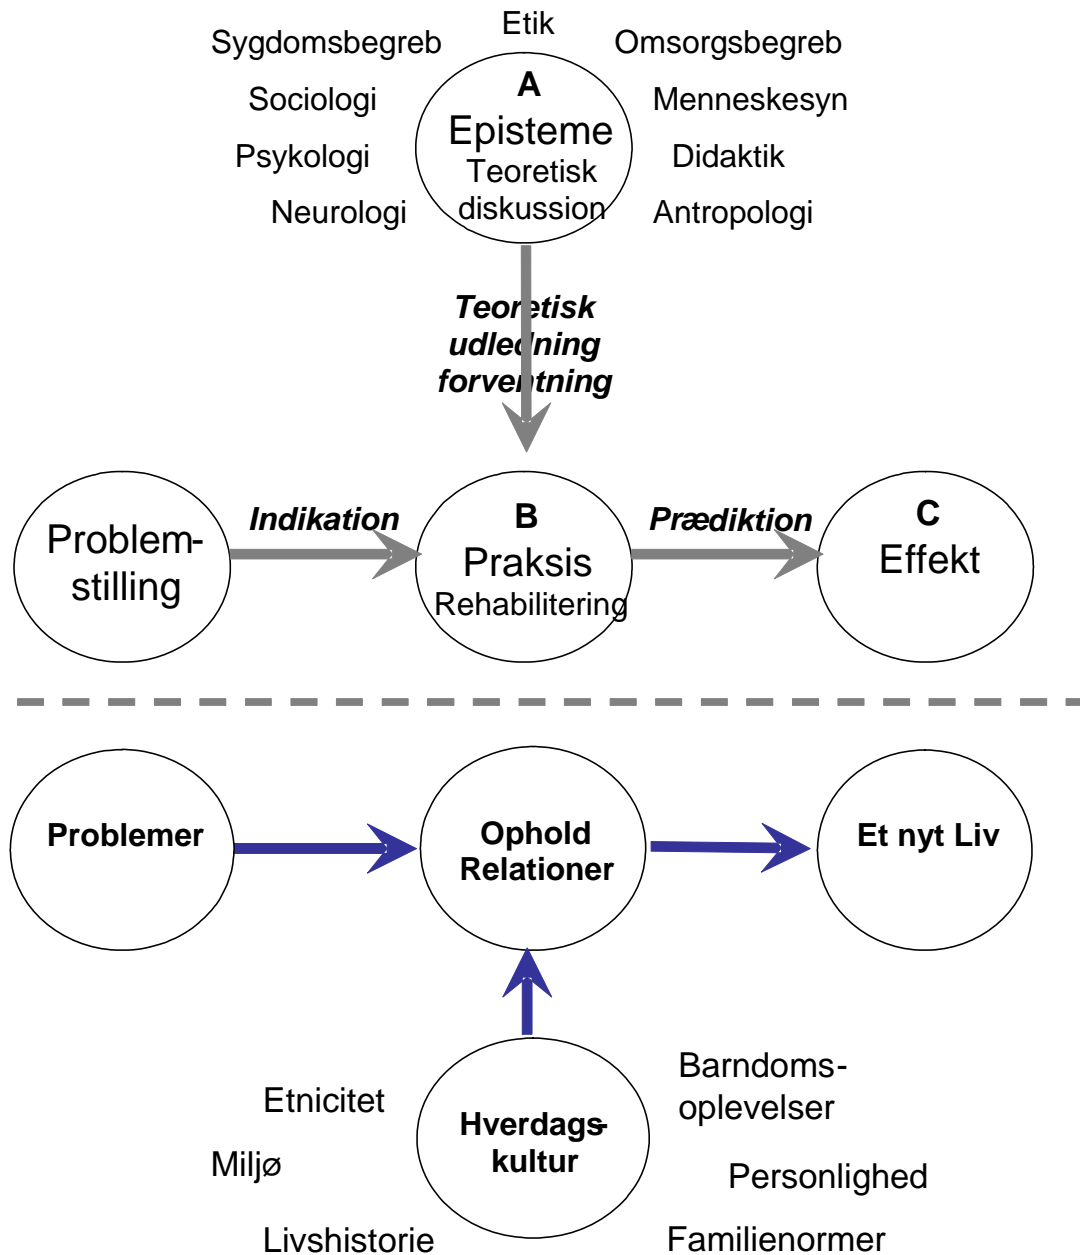 Etik
Sygdomsbegreb
Omsorgsbegreb
A
Sociologi
Menneskesyn
Episteme
Psykologi
Teoretisk
Didaktik
Neurologi
diskussion
Antropologi
Teoretisk
udledning
forventning
Problem-
stilling
Indikation
B
Praksis
Rehabilitering
Prædiktion
C
Effekt
Problemer
Ophold
Relationer
Et nyt Liv
Hverdags-
kultur
Etnicitet
Miljø
Livshistorie
Barndoms-
oplevelser
Personlighed
Familienormer